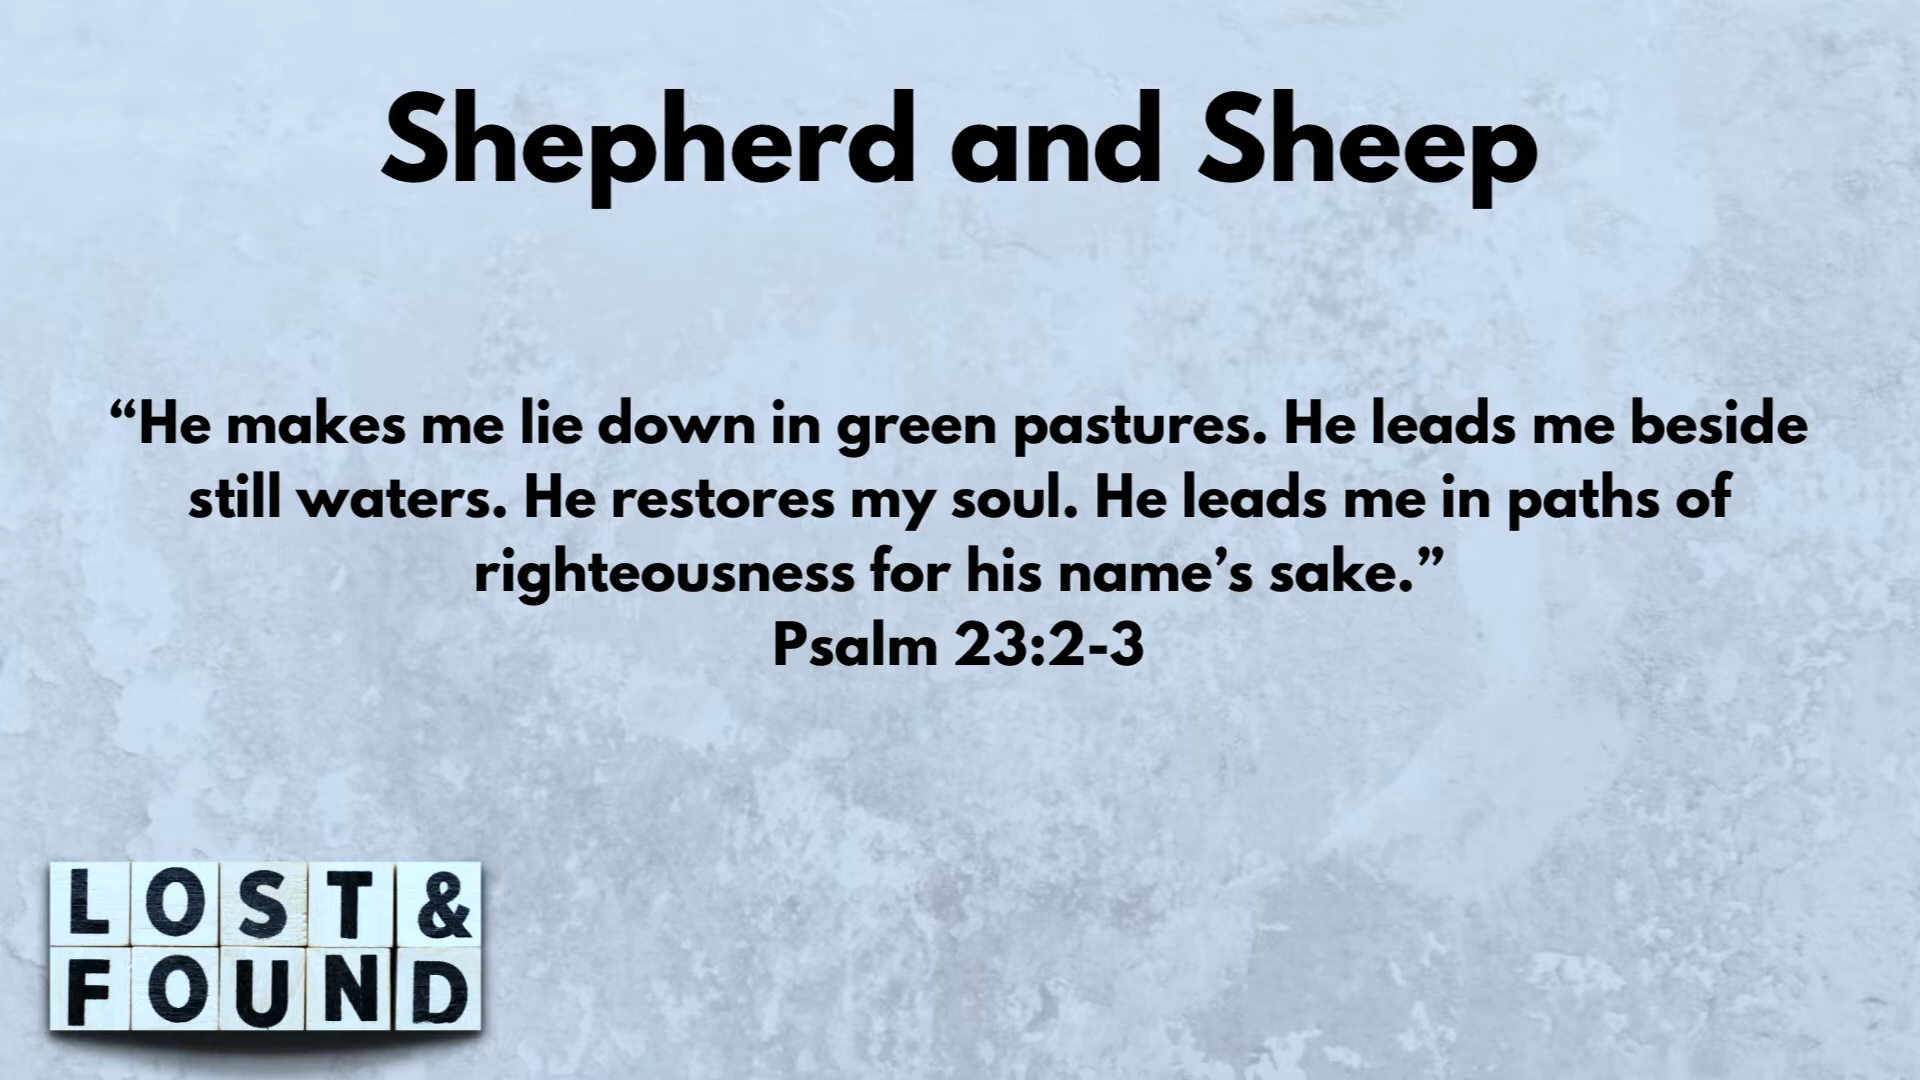 Shepherd and Sheep
“He makes me lie down in green pastures. He leads me beside
still waters. He restores my soul. He leads me in paths of
righteousness for his name’s sake.”
Psalm 23:2-3
LOST&
FOUND